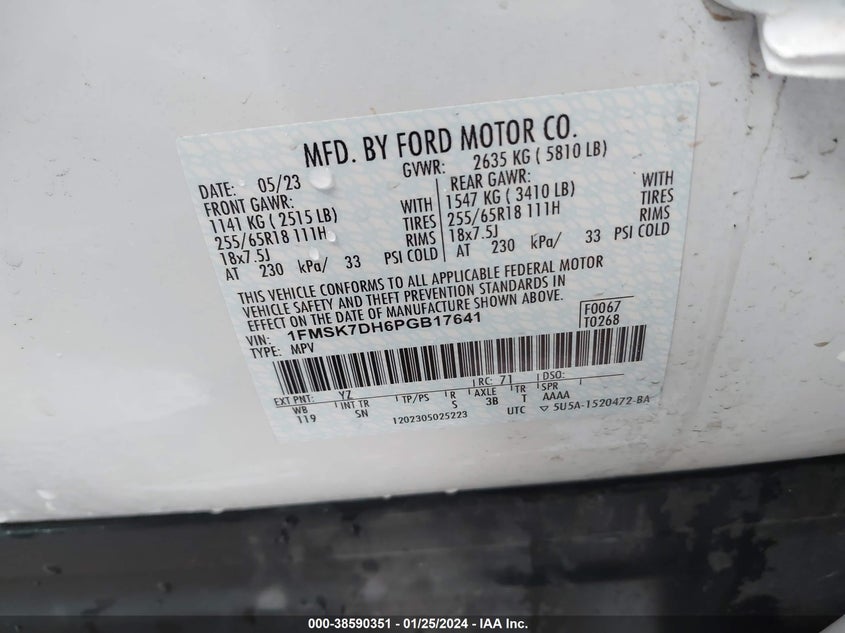 MFD. BY FORD MOTOR CO.
DATE: 05/23 GVWR: 2635 KG ( 5810 LB)
FRONT GAWR: REAR GAWR:
1141 KG ( 2515 LB) WITH 1547 KG ( 3410 LB) WITH
255/65R18 111H TIRES 255/65R18 111H TIRES
18x7.5J RIMS 18x7.5J RIMS
AT 230 kPa/ 33 PSI COLD AT 230 kPa/ 33 PSI COLD
THIS VEHICLE CONFORMS TO ALL APPLICABLE FEDERAL MOTOR
VEHICLE SAFETY AND THEFT PREVENTION STANDARDS IN
EFFECT ON THE DATE OF MANUFACTURE SHOWN ABOVE.
VIN: 1FMSK7DH6PGB17641 F0067
TYPE: MPV T0268
EXT PNT: YZ RC: 71 DSO:
WB INT TR TP/PS R AXLE TR SPR
119 SN S 3B T AAAA
1202305025223 UTC ▽ 5U5A-1520472-BA
000-38590351 / 01/25/2024 - IAA Inc.